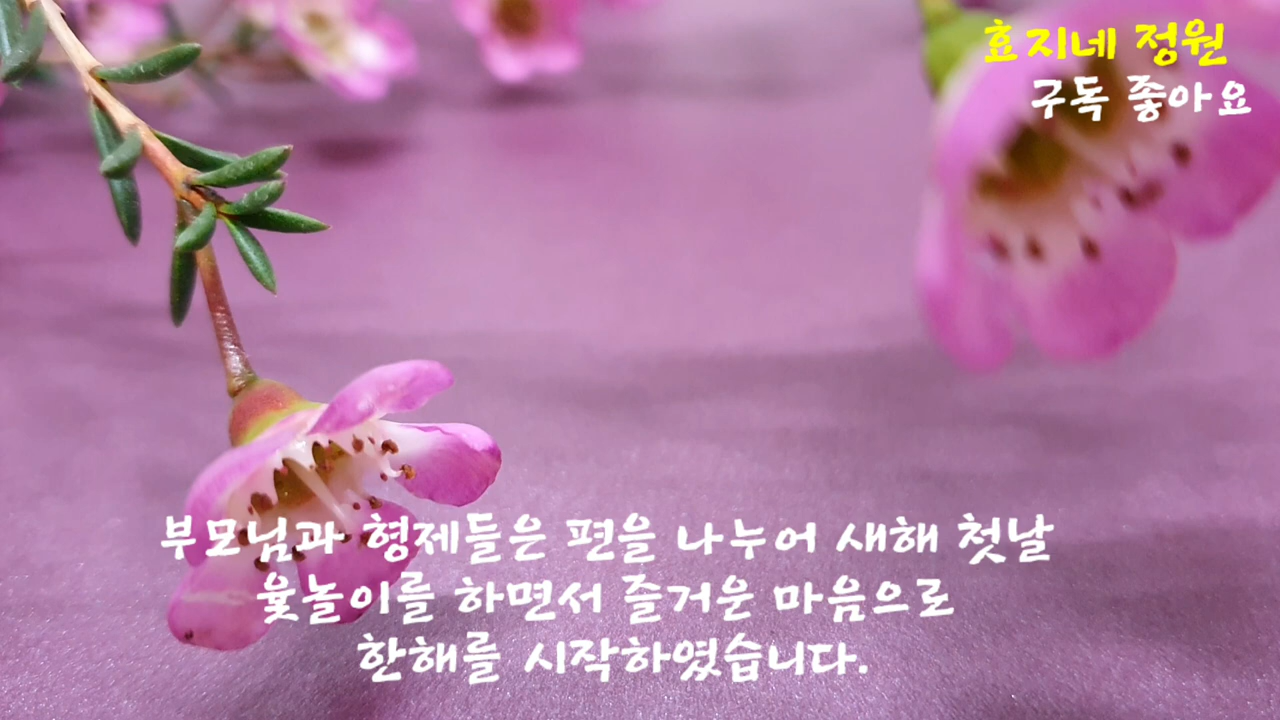 효지네 정원
구독 좋아요
부모님과 형제들은 편을 나누어 새해 첫날
윷놀이를 하면서 즐거운 마음으로
한해를 시작하였습니다.